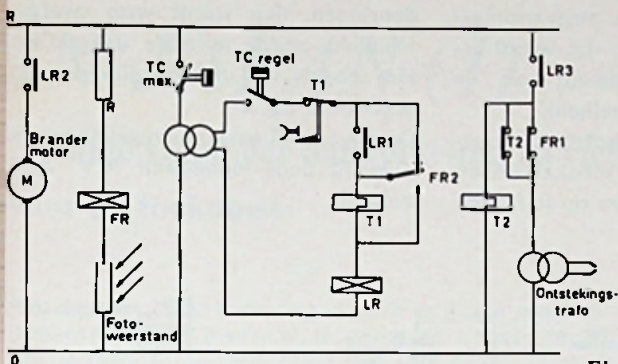 R
LR2
Brander
motor
M
R
FR
Foto-
weerstand
TC
max.
TC regel
T1
LR1
FR2
T1
LR
LR3
T2
FR1
T2
Ontstekings-
trafo
0